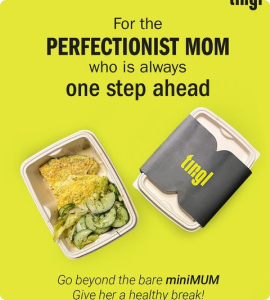 tingl
For the
PERFECTIONIST MOM
who is always
one step ahead
tingl
Go beyond the bare miniMUM
Give her a healthy break!